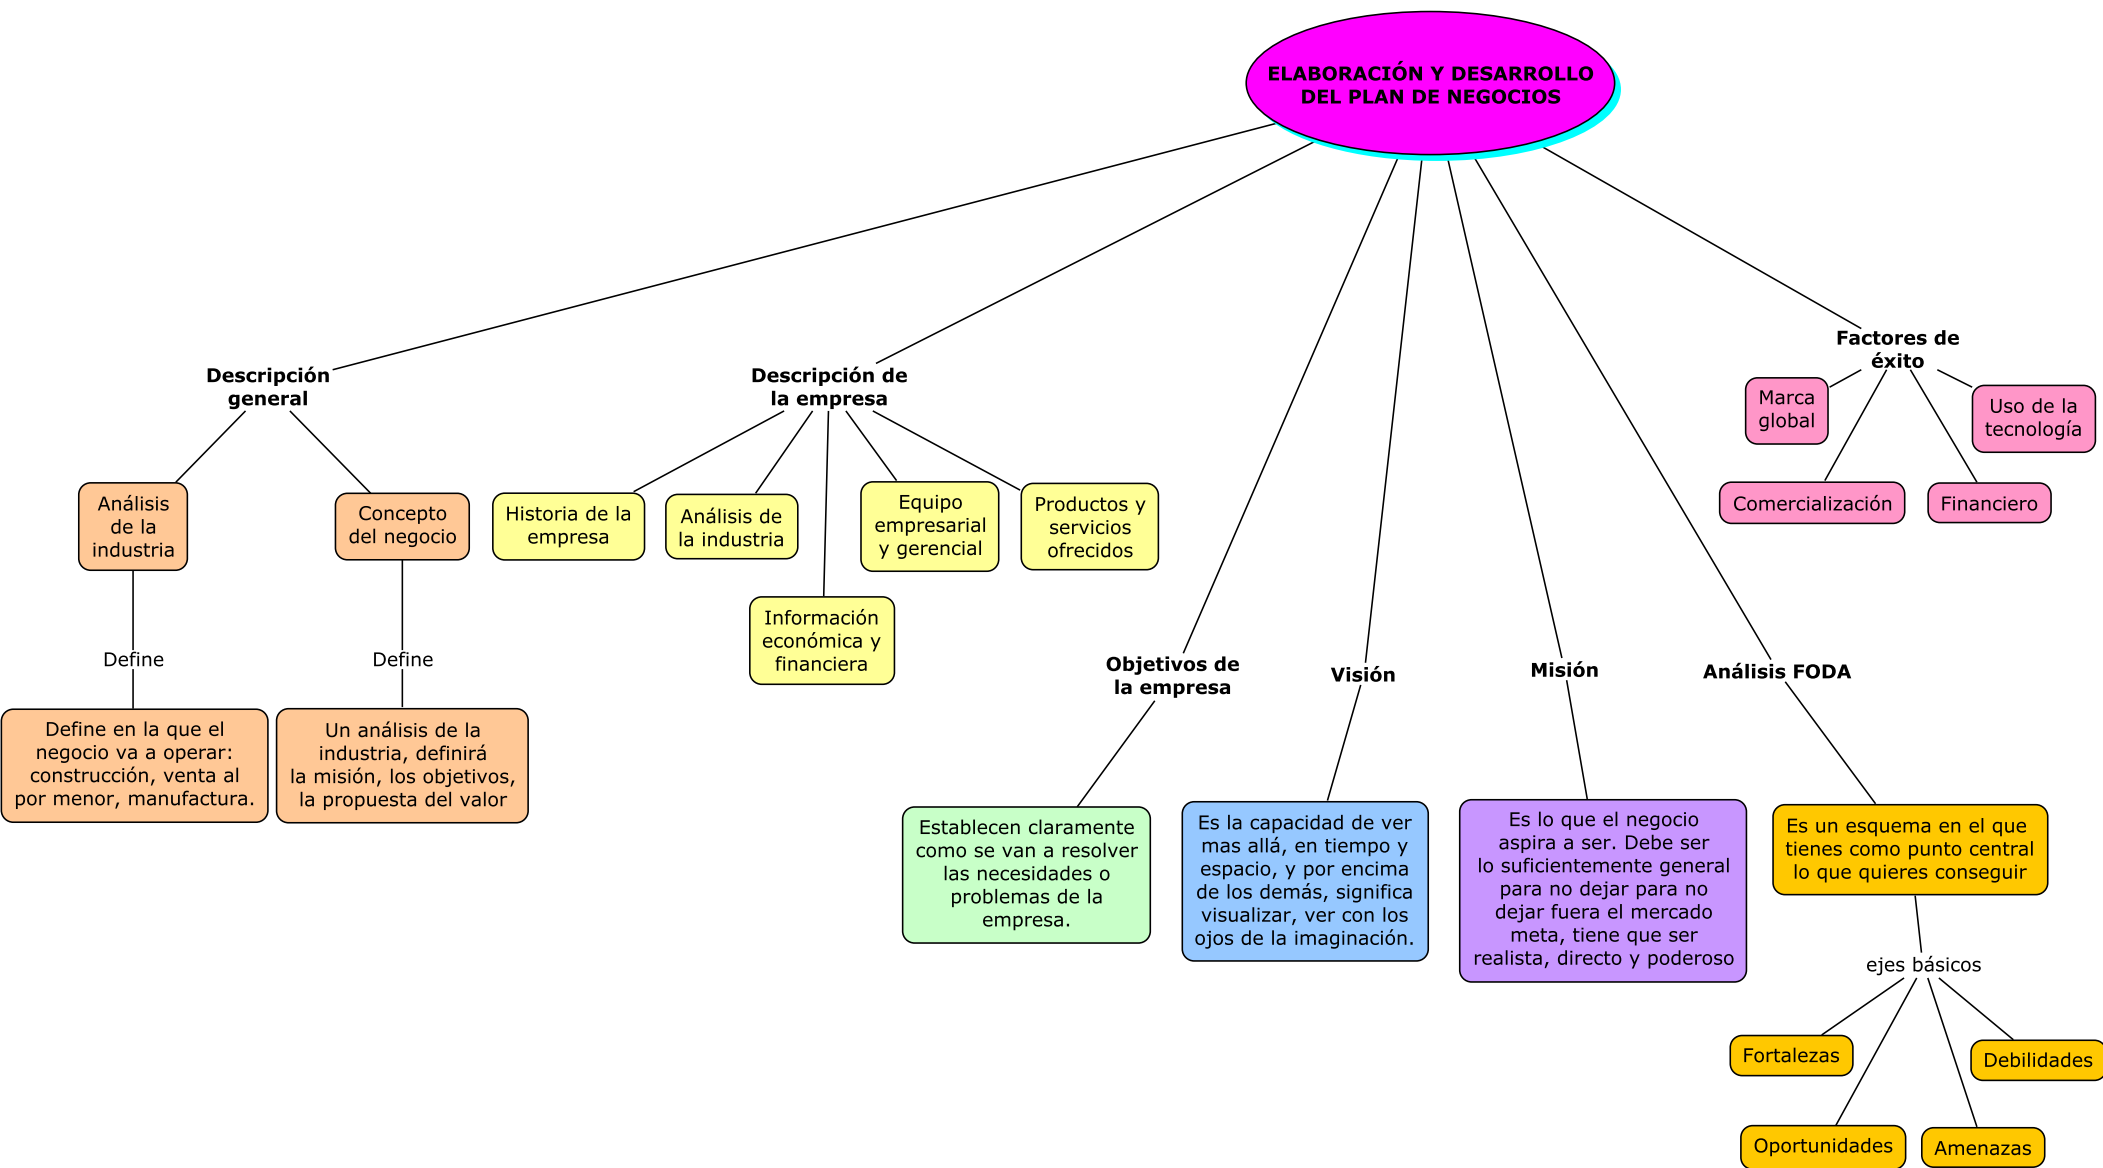 ELABORACIÓN Y DESARROLLO
DEL PLAN DE NEGOCIOS
Descripción
general
Análisis
de la
industria
Define
Define en la que el
negocio va a operar:
construcción, venta al
por menor, manufactura.
Concepto
del negocio
Define
Un análisis de la
industria, definirá
la misión, los objetivos,
la propuesta del valor
Descripción de
la empresa
Historia de la
empresa
Análisis de
la industria
Información
económica y
financiera
Equipo
empresarial
y gerencial
Productos y
servicios
ofrecidos
Objetivos de
la empresa
Establecen claramente
como se van a resolver
las necesidades o
problemas de la
empresa.
Visión
Es la capacidad de ver
mas allá, en tiempo y
espacio, y por encima
de los demás, significa
visualizar, ver con los
ojos de la imaginación.
Misión
Es lo que el negocio
aspira a ser. Debe ser
lo suficientemente general
para no dejar para no
dejar fuera el mercado
meta, tiene que ser
realista, directo y poderoso
Análisis FODA
Es un esquema en el que
tienes como punto central
lo que quieres conseguir
ejes básicos
Fortalezas
Oportunidades
Amenazas
Debilidades
Factores de
éxito
Marca
global
Comercialización
Financiero
Uso de la
tecnología